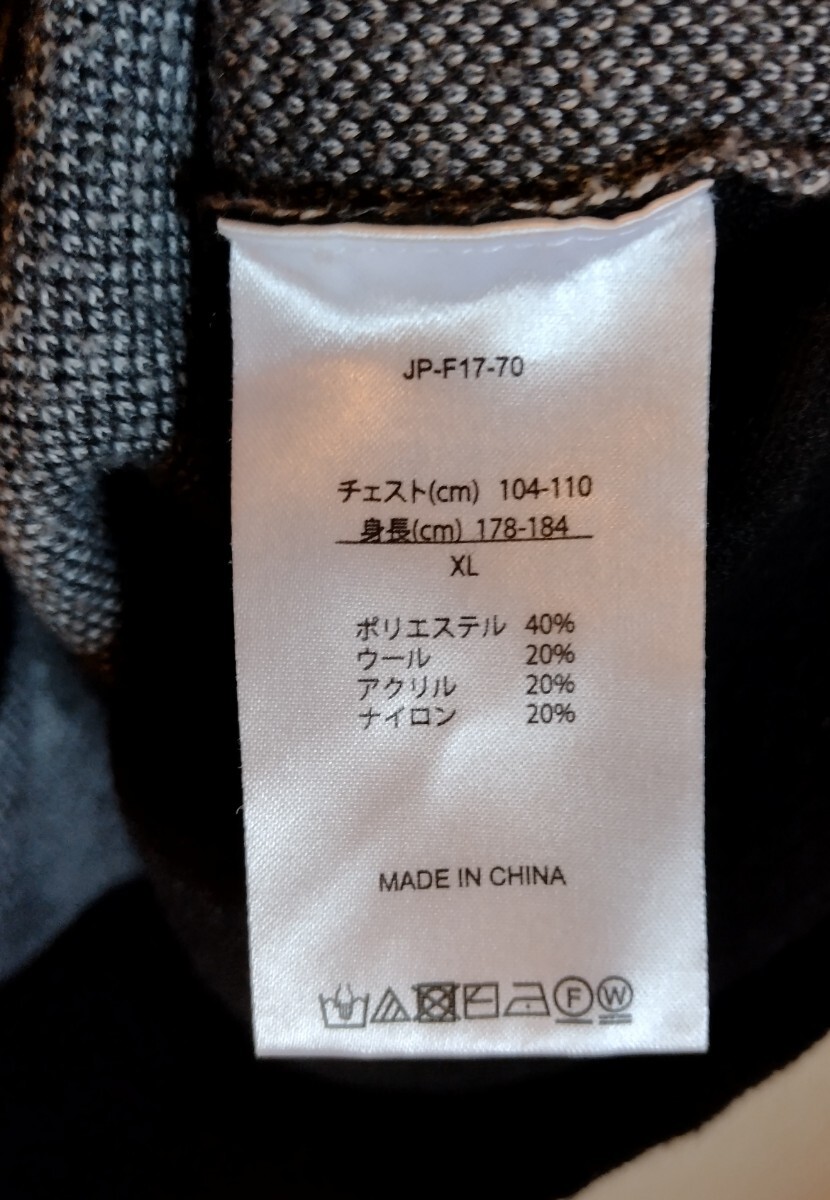 JP-F17-70
チェスト(cm) 104-110
身長(cm) 178-184
XL
ポリエステル 40%
ウール 20%
アクリル 20%
ナイロン 20%
MADE IN CHINA
F W